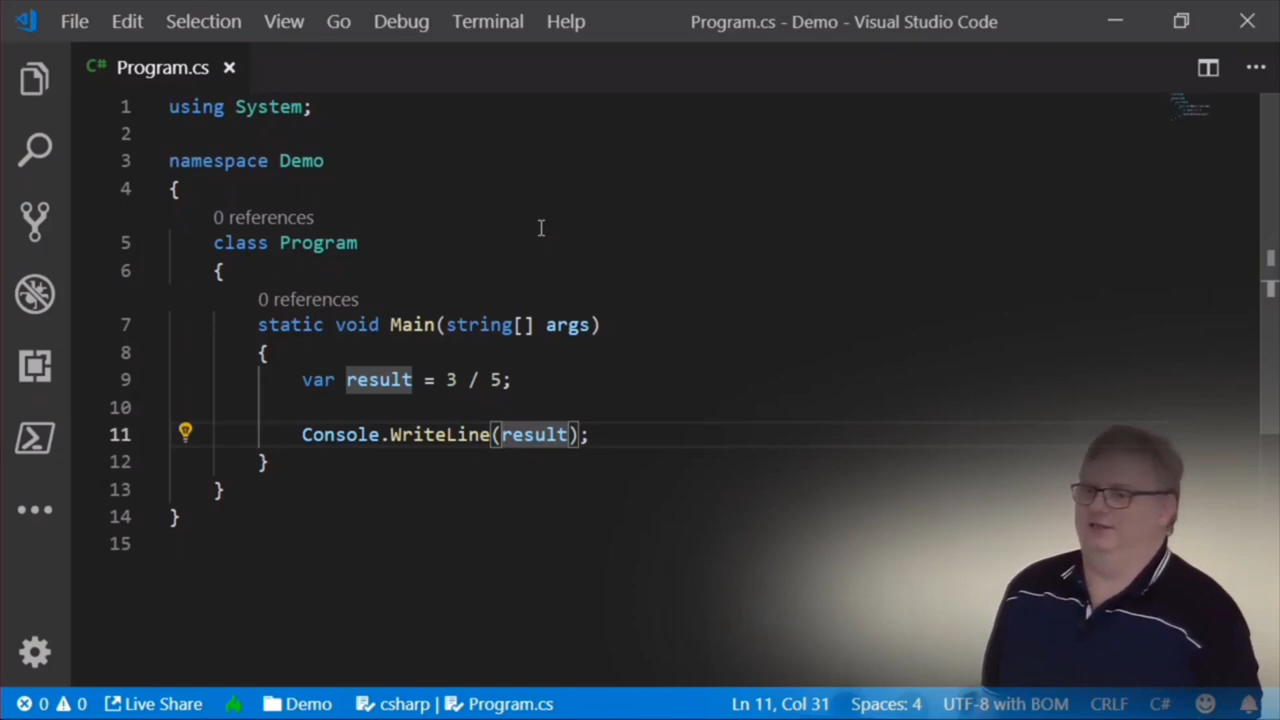 File Edit Selection View Go Debug Terminal Help Program.cs - Demo - Visual Studio Code
C# Program.cs
1 using System;
2
3 namespace Demo
4 {
0 references
5 class Program
6 {
0 references
7 static void Main(string[] args)
8 {
9 var result = 3 / 5;
10
11 Console.WriteLine(result);
12 }
13 }
14 }
15
0 0 Live Share Demo csharp | Program.cs Ln 11, Col 31 Spaces: 4 UTF-8 with BOM CRLF C#